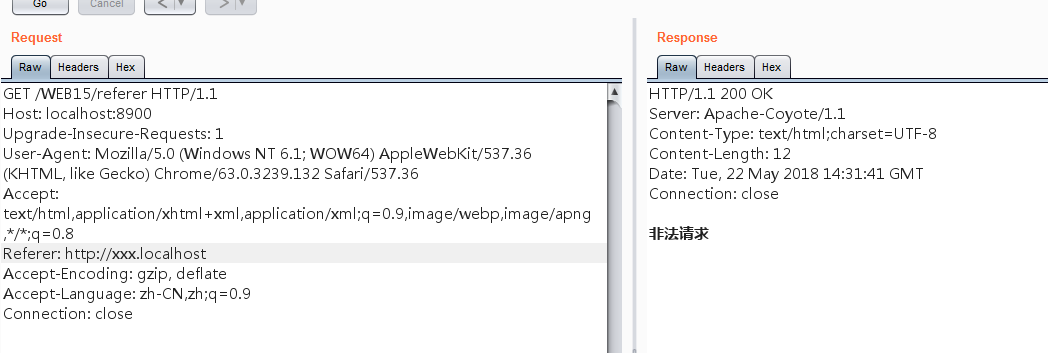 Go Cancel < >
Request
Raw Headers Hex
GET /WEB15/referer HTTP/1.1
Host: localhost:8900
Upgrade-Insecure-Requests: 1
User-Agent: Mozilla/5.0 (Windows NT 6.1; WOW64) AppleWebKit/537.36
(KHTML, like Gecko) Chrome/63.0.3239.132 Safari/537.36
Accept:
text/html,application/xhtml+xml,application/xml;q=0.9,image/webp,image/apng
,*/*;q=0.8
Referer: http://xxx.localhost
Accept-Encoding: gzip, deflate
Accept-Language: zh-CN,zh;q=0.9
Connection: close
Response
Raw Headers Hex
HTTP/1.1 200 OK
Server: Apache-Coyote/1.1
Content-Type: text/html;charset=UTF-8
Content-Length: 12
Date: Tue, 22 May 2018 14:31:41 GMT
Connection: close
非法请求